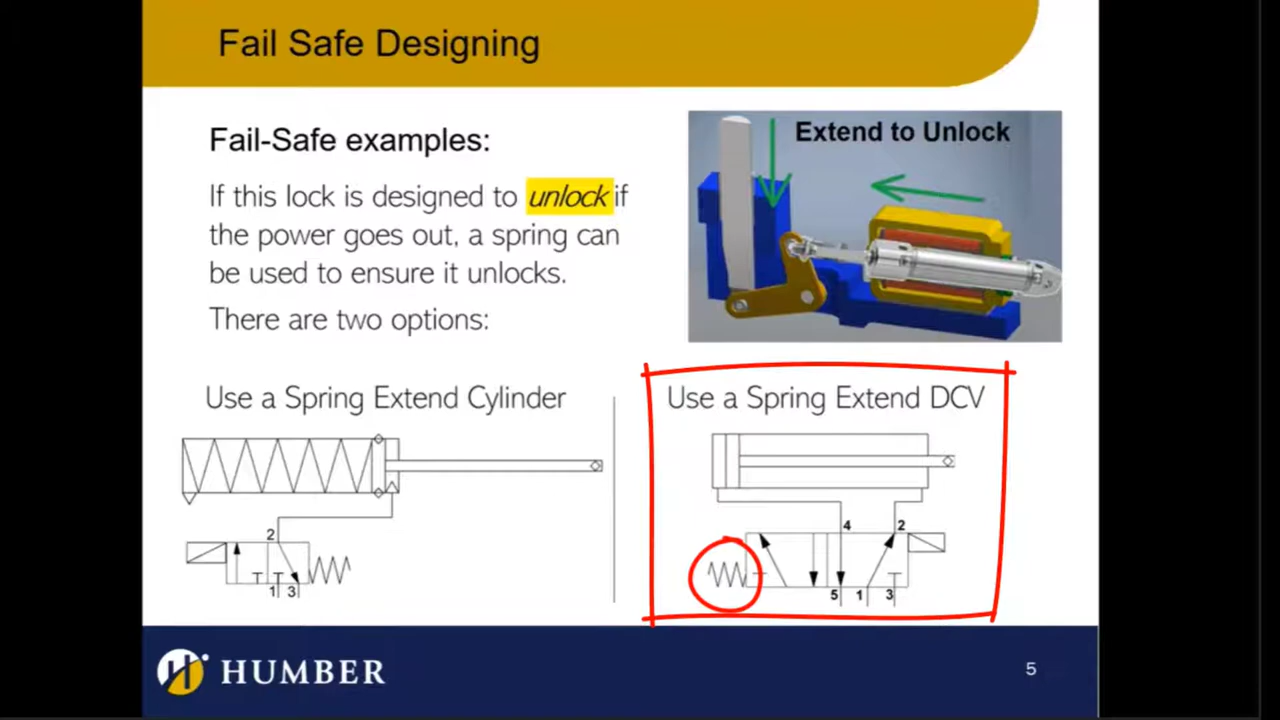 Fail Safe Designing
Fail-Safe examples:
If this lock is designed to unlock if
the power goes out, a spring can
be used to ensure it unlocks.
There are two options:
Extend to Unlock
Use a Spring Extend Cylinder
2
1 3
Use a Spring Extend DCV
4 2
5 1 3
HUMBER
5